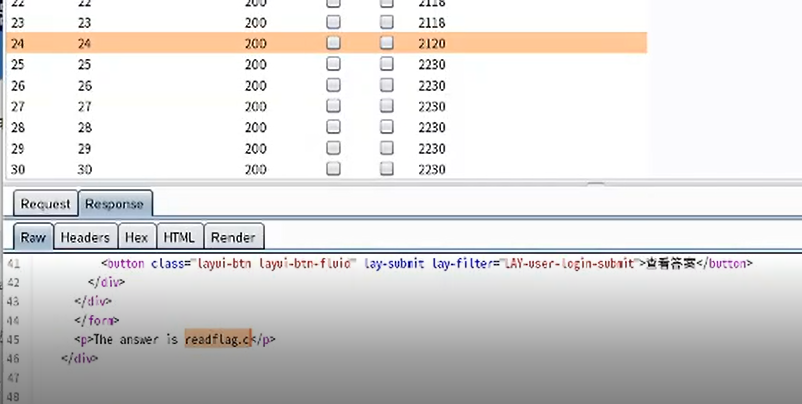 22 22 200 2118
23 23 200 2118
24 24 200 2120
25 25 200 2230
26 26 200 2230
27 27 200 2230
28 28 200 2230
29 29 200 2230
30 30 200 2230
Request Response
Raw Headers Hex HTML Render
41 <button class="layui-btn layui-btn-fluid" lay-submit lay-filter="LAY-user-login-submit">查看答案</button>
42 </div>
43 </div>
44 </form>
45 <p>The answer is readflag.c</p>
46 </div>
47
48